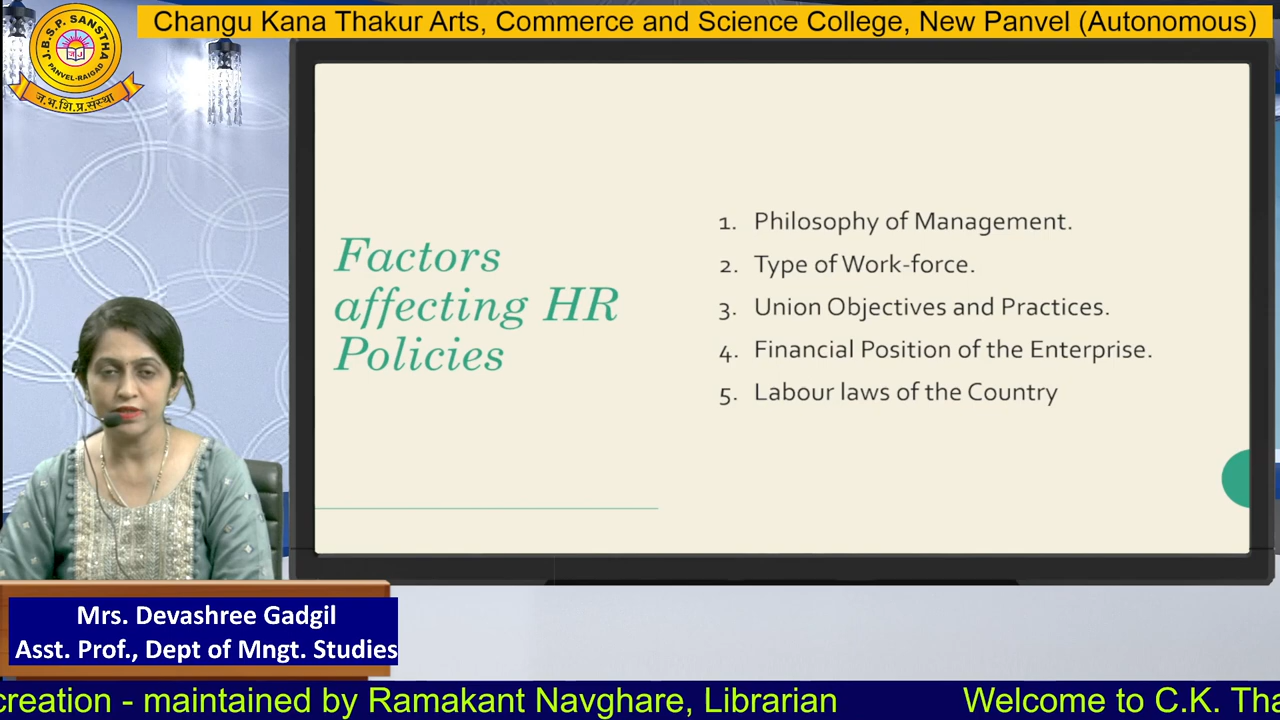 Changu Kana Thakur Arts, Commerce and Science College, New Panvel (Autonomous)
J.B.S.P. SANSTHA
PANVEL-RAIGAD
ज.भ.शि.प्र.संस्था
Factors
affecting HR
Policies
1. Philosophy of Management.
2. Type of Work-force.
3. Union Objectives and Practices.
4. Financial Position of the Enterprise.
5. Labour laws of the Country
Mrs. Devashree Gadgil
Asst. Prof., Dept of Mngt. Studies
creation - maintained by Ramakant Navghare, Librarian Welcome to C.K. Tha